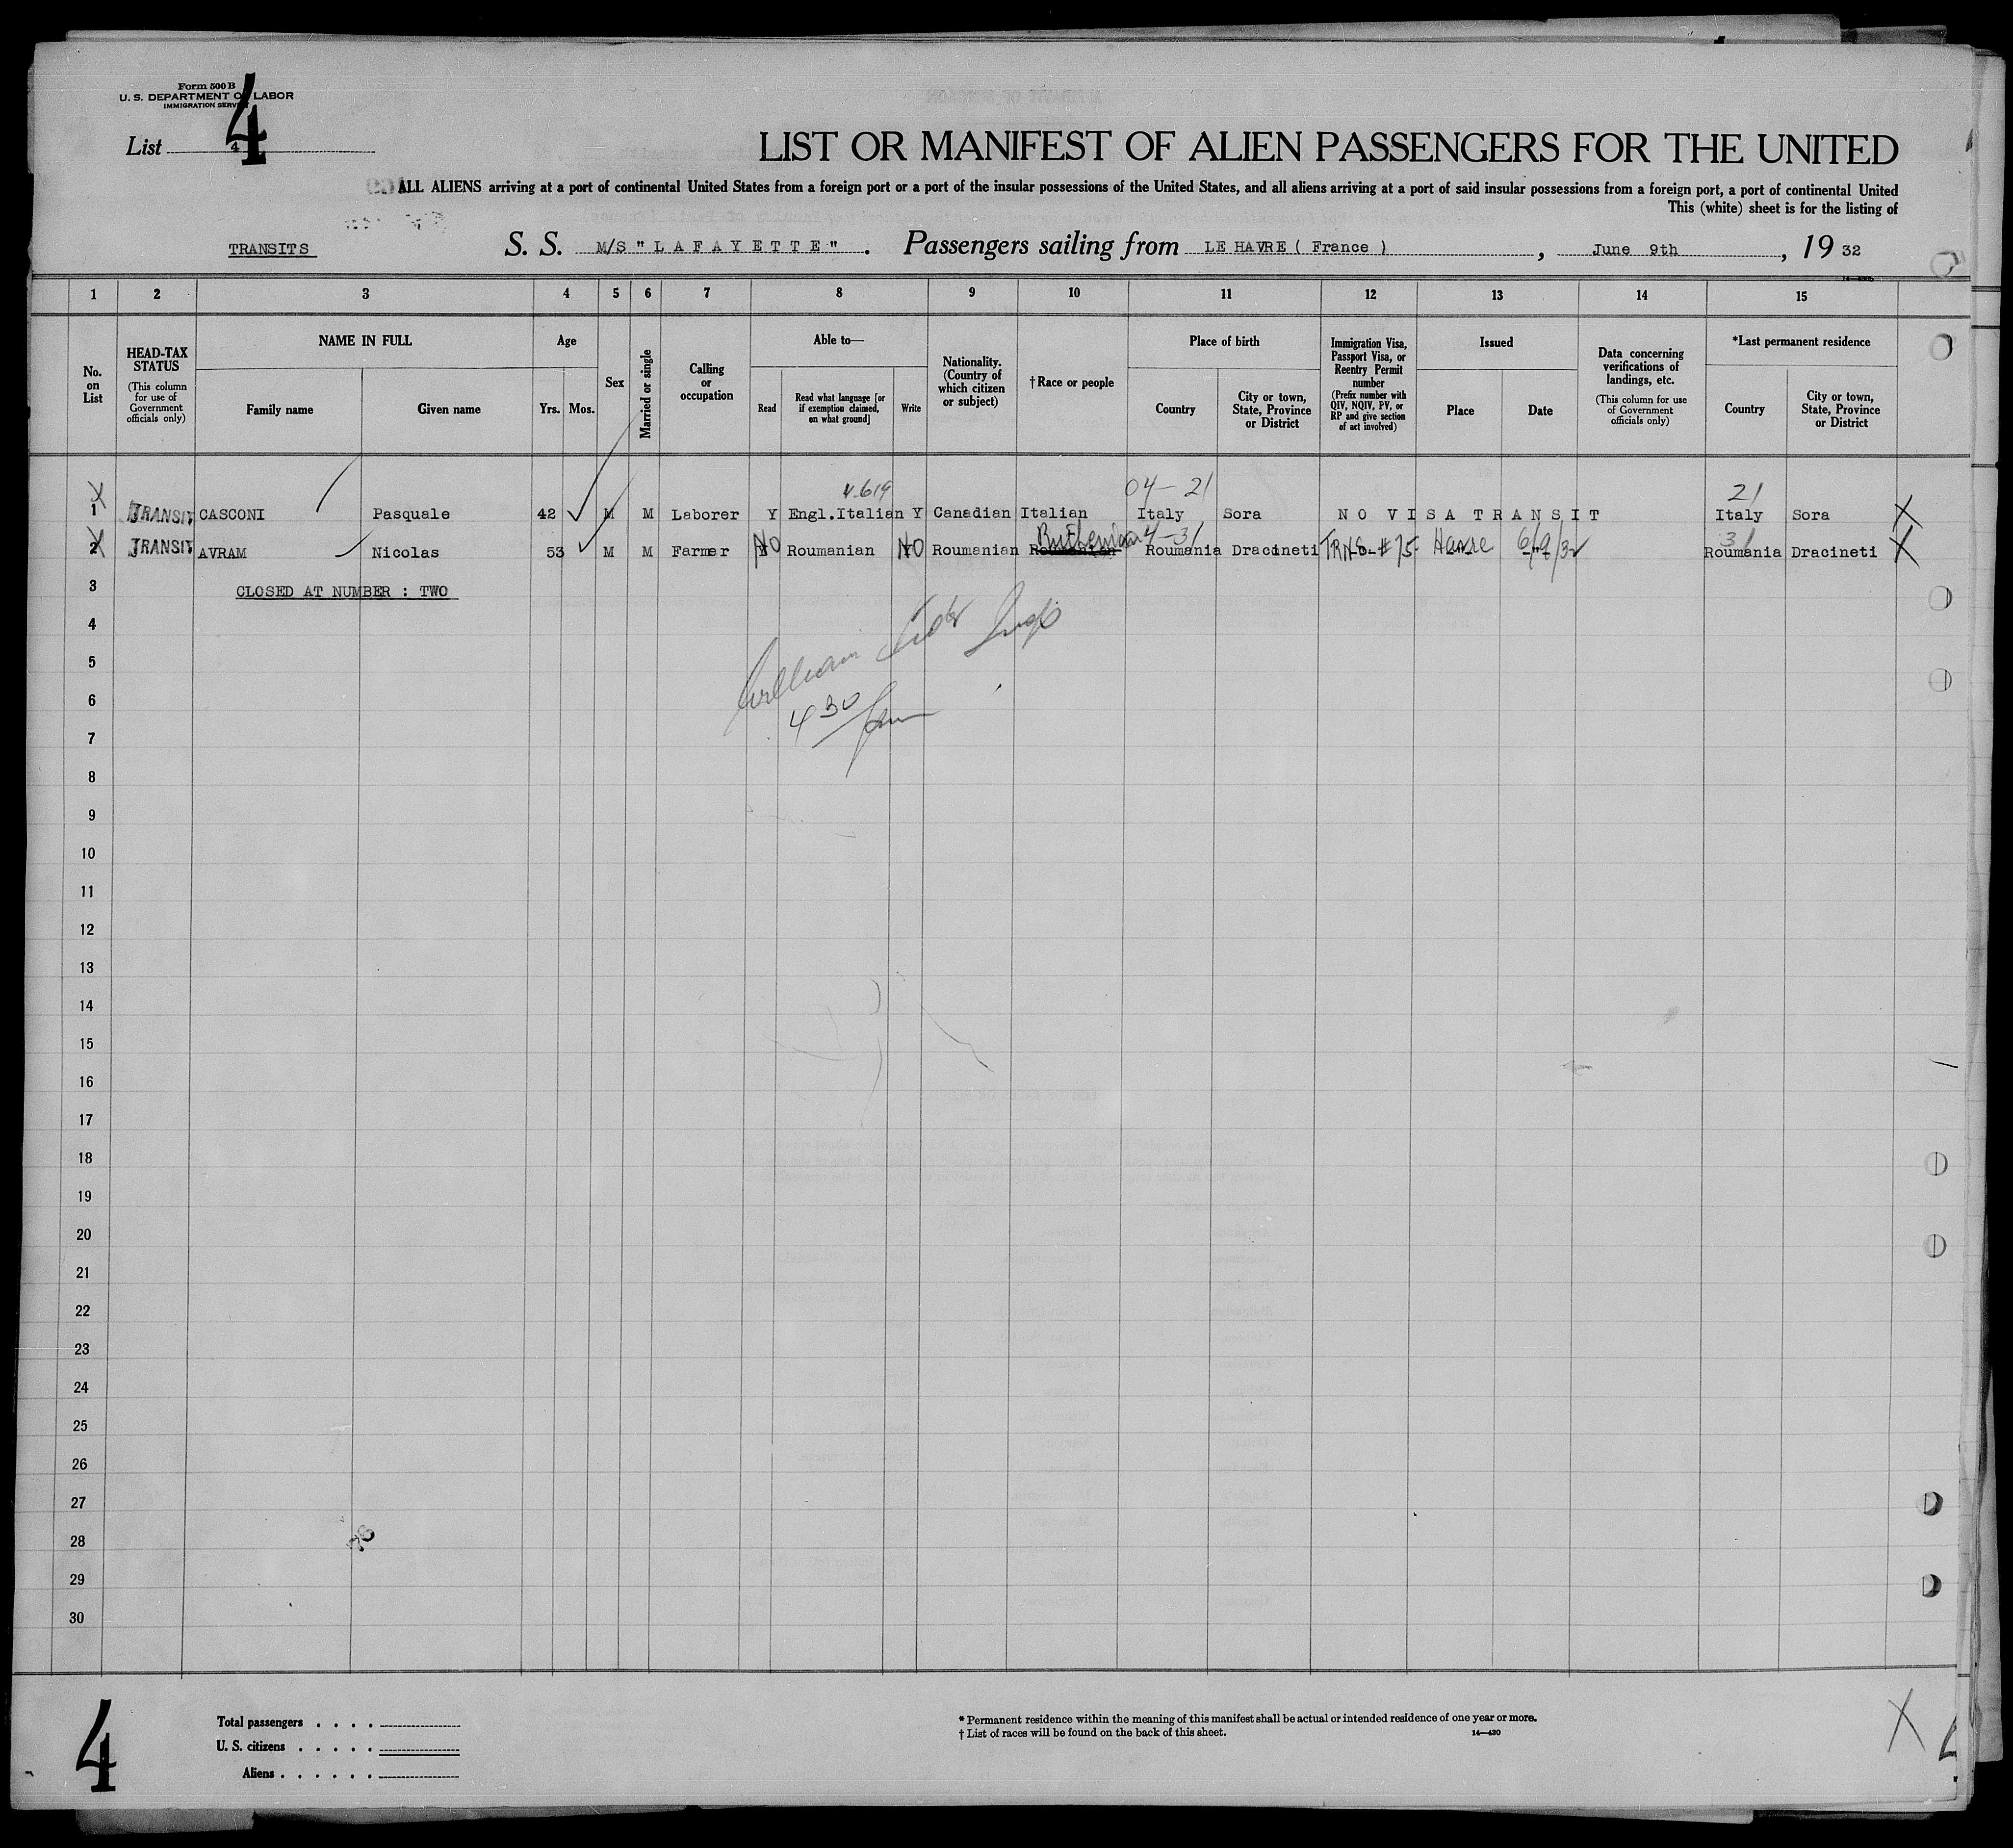 Form 500 B
U. S. DEPARTMENT OF LABOR
IMMIGRATION SERVICE
4
List 4
LIST OR MANIFEST OF ALIEN PASSENGERS FOR THE UNITED
ALL ALIENS arriving at a port of continental United States from a foreign port or a port of the insular possessions of the United States, and all aliens arriving at a port of said insular possessions from a foreign port, a port of continental United
This (white) sheet is for the listing of
TRANSITS S. S. M/S "LAFAYETTE". Passengers sailing from LE HAVRE ( France ), June 9th, 19 32
1 2 3 4 5 6 7 8 9 10 11 12 13 14 15
No. on List
HEAD-TAX STATUS (This column for use of Government officials only)
NAME IN FULL
Family name Given name
Age
Yrs. Mos.
Sex
Married or single
Calling or occupation
Able to—
Read Read what language [or if exemption claimed, on what ground] Write
Nationality. (Country of which citizen or subject)
† Race or people
Place of birth
Country City or town, State, Province or District
Immigration Visa, Passport Visa, or Reentry Permit number (Prefix number with QIV, NQIV, PV, or RP and give section of act involved)
Issued
Place Date
Data concerning verifications of landings, etc. (This column for use of Government officials only)
*Last permanent residence
Country City or town, State, Province or District
04-21 21
1 TRANSIT CASCONI Pasquale 42 M M Laborer Y Engl.Italian Y Canadian Italian Italy Sora NO VISA TRANSIT Italy Sora X
Ruthenian 4-31 31
2 TRANSIT AVRAM Nicolas 53 M M Farmer NO Roumanian NO Roumanian Roumanian Roumania Dracineti #75 Havre 6/9/32 Roumania Dracineti X
3 CLOSED AT NUMBER : TWO
4
5
William
6
4 30
7
8
9
10
11
12
13
14
15
16
17
18
19
20
21
22
23
24
25
26
27
28
29
30
4
Total passengers
U. S. citizens
Aliens
* Permanent residence within the meaning of this manifest shall be actual or intended residence of one year or more.
† List of races will be found on the back of this sheet. 14—430
X